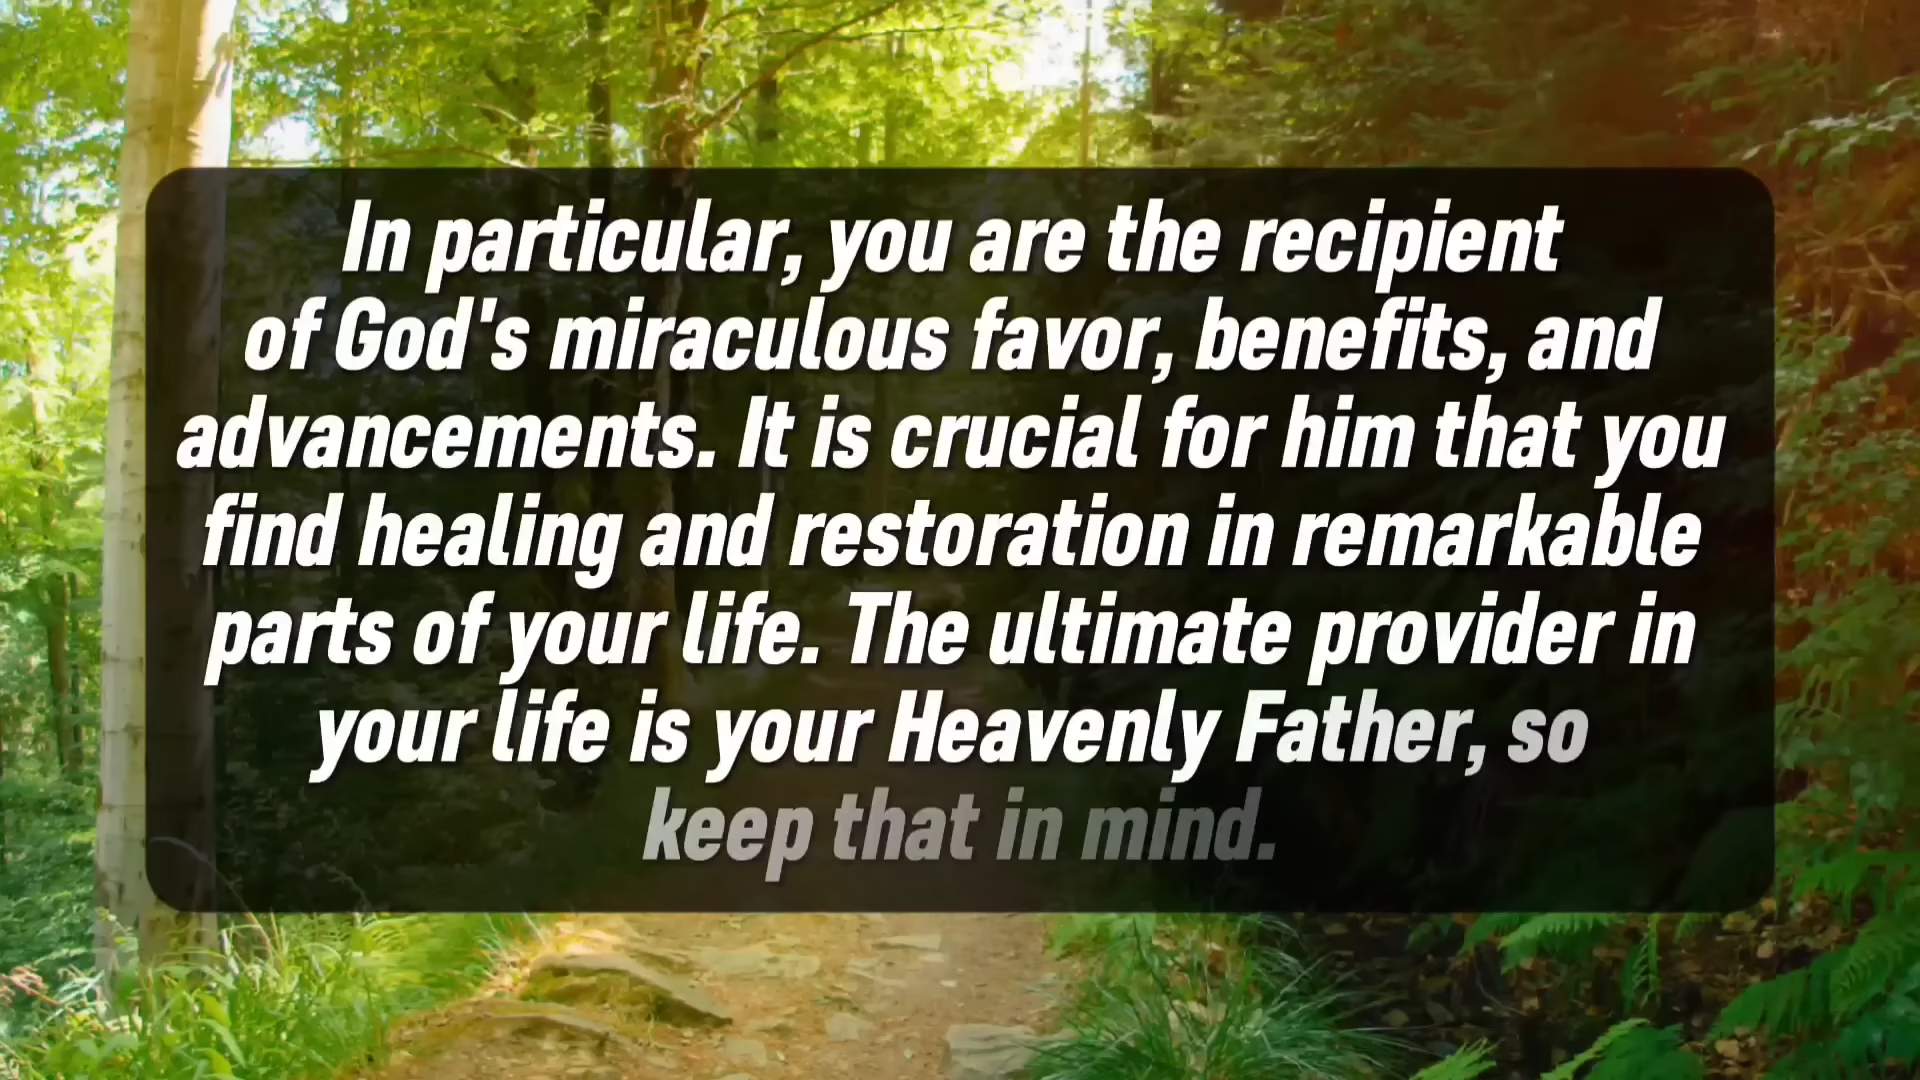 In particular, you are the recipient
of God's miraculous favor, benefits, and
advancements. It is crucial for him that you
find healing and restoration in remarkable
parts of your life. The ultimate provider in
your life is your Heavenly Father, so
keep that in mind.